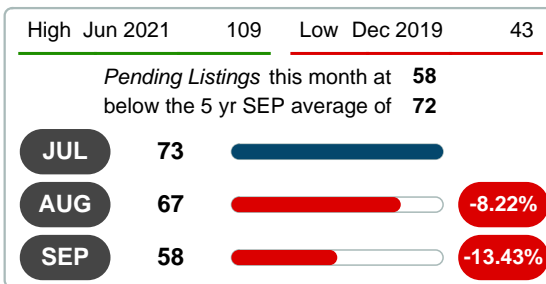 High Jun 2021 109 Low Dec 2019 43
Pending Listings this month at 58
below the 5 yr SEP average of 72
JUL 73
AUG 67 -8.22%
SEP 58 -13.43%